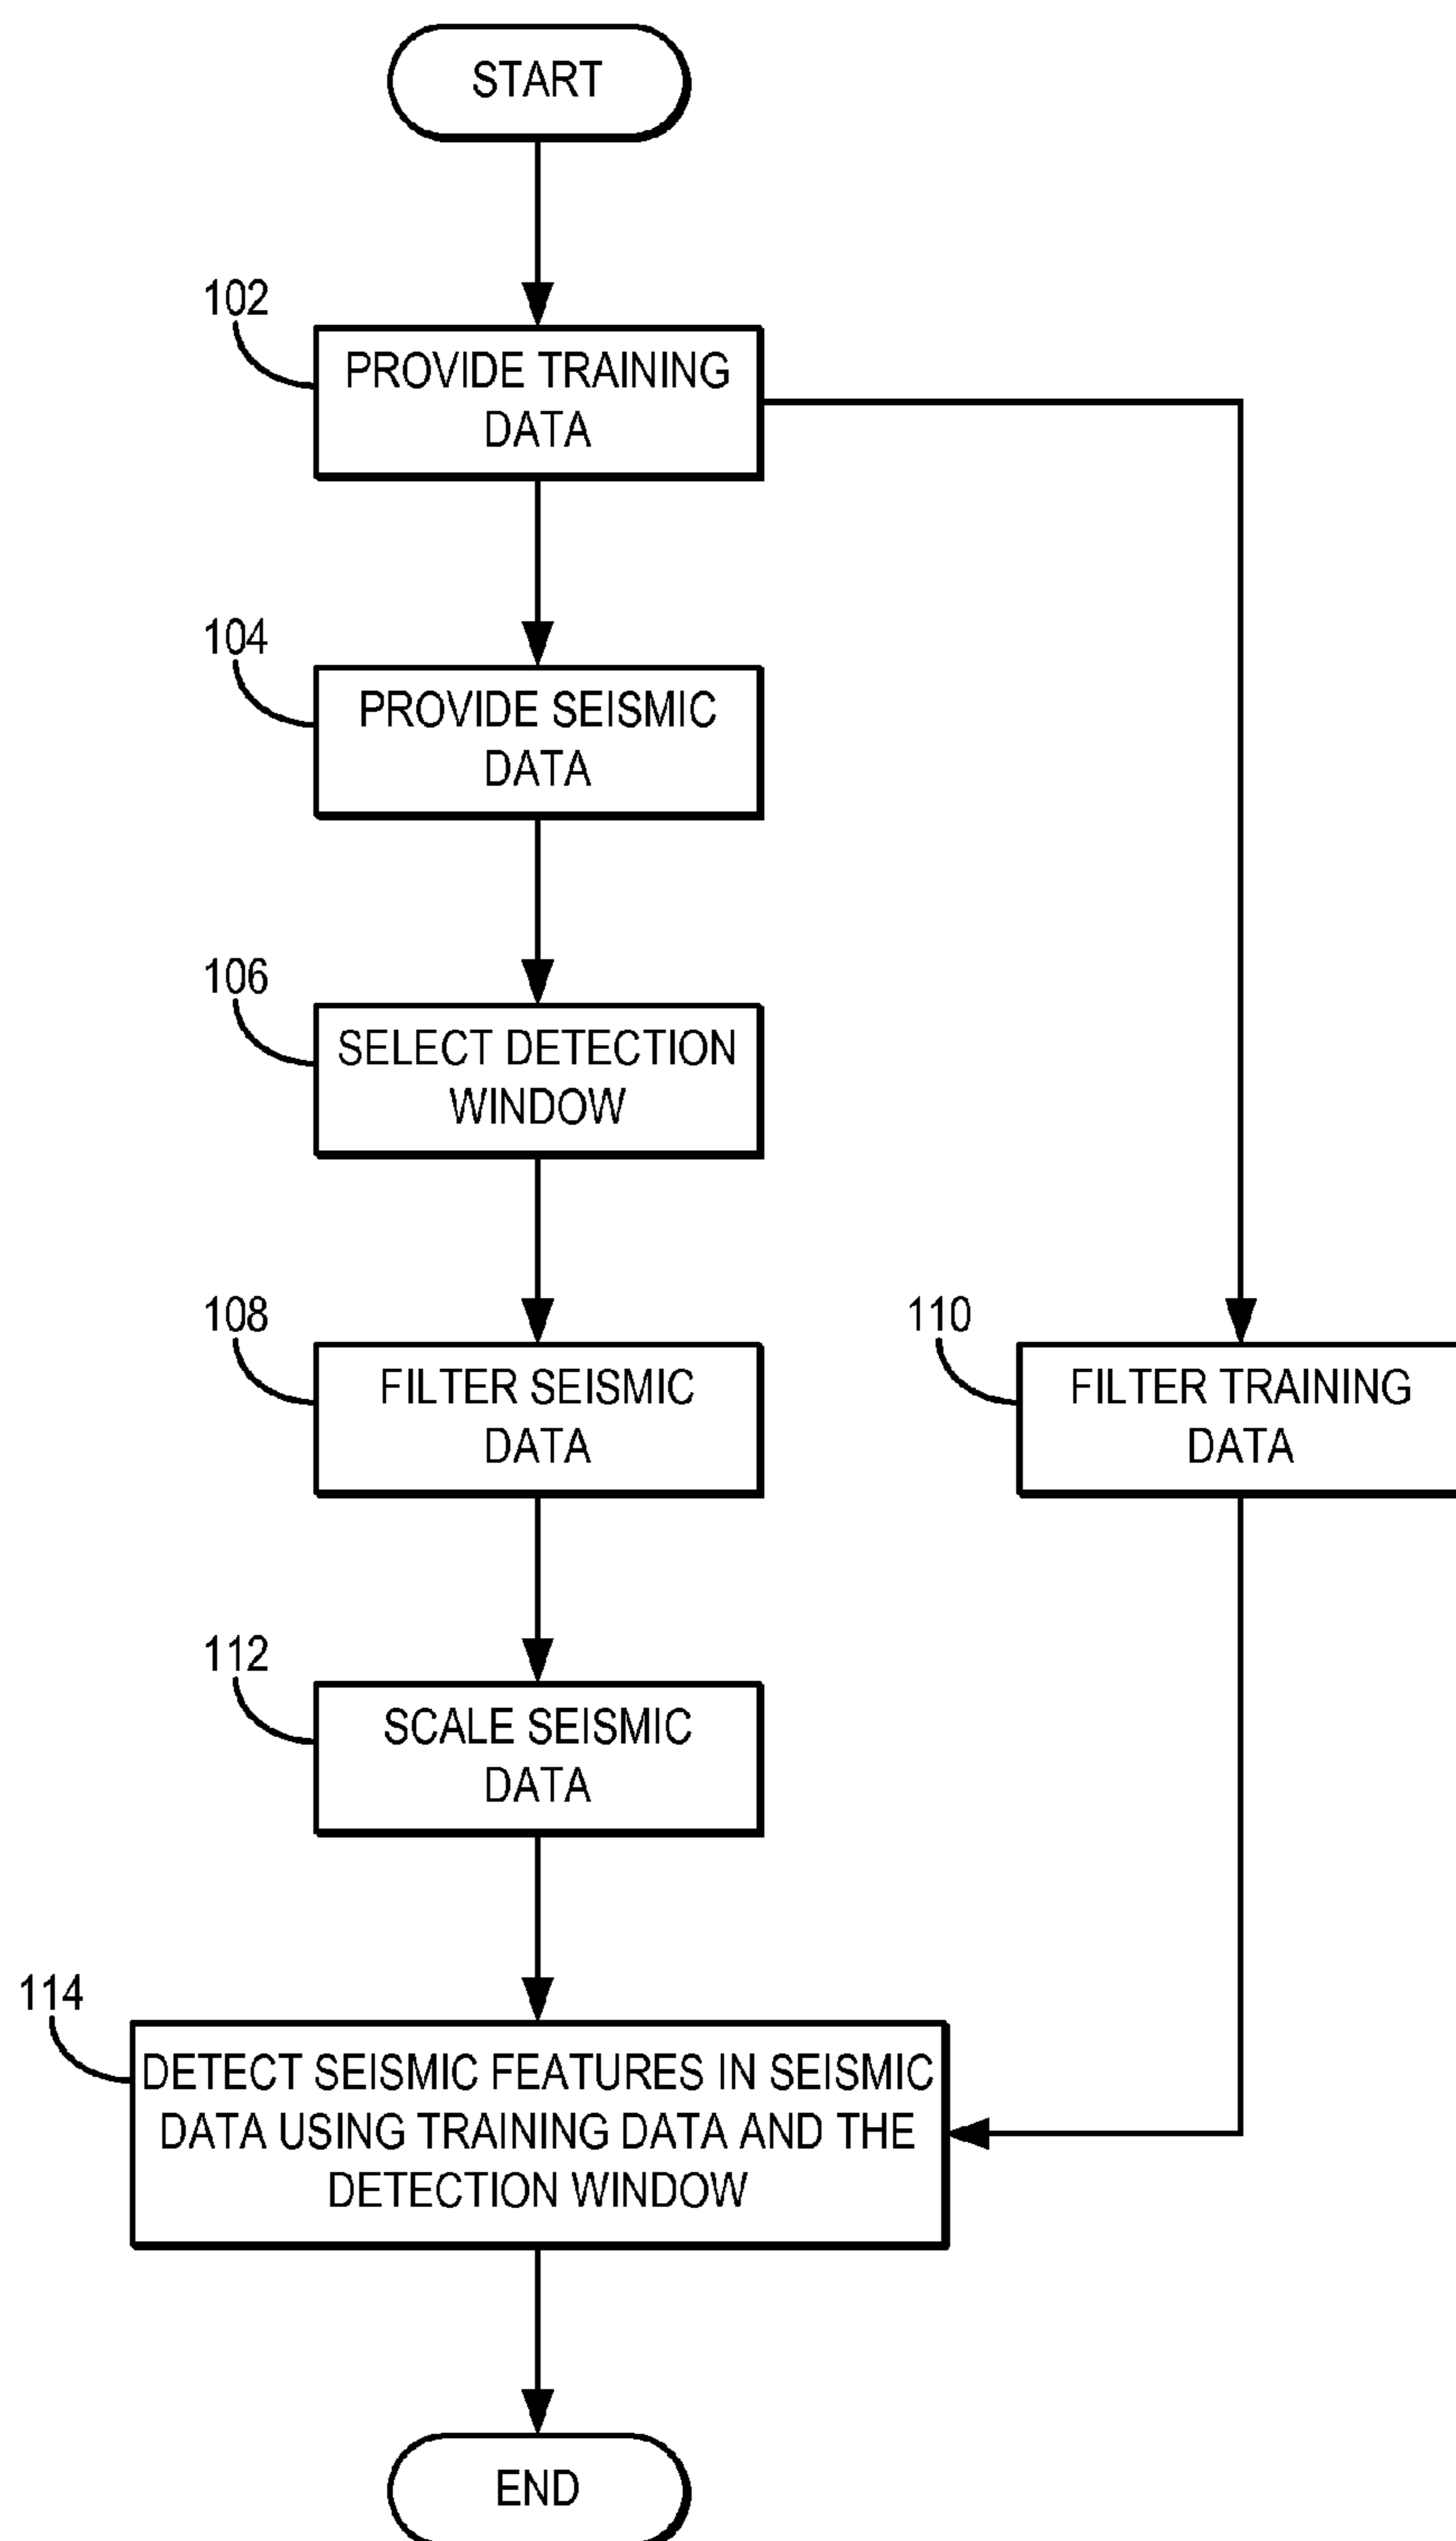 START
102
PROVIDE TRAINING
DATA
104
PROVIDE SEISMIC
DATA
106
SELECT DETECTION
WINDOW
108
FILTER SEISMIC
DATA
110
FILTER TRAINING
DATA
112
SCALE SEISMIC
DATA
114
DETECT SEISMIC FEATURES IN SEISMIC
DATA USING TRAINING DATA AND THE
DETECTION WINDOW
END